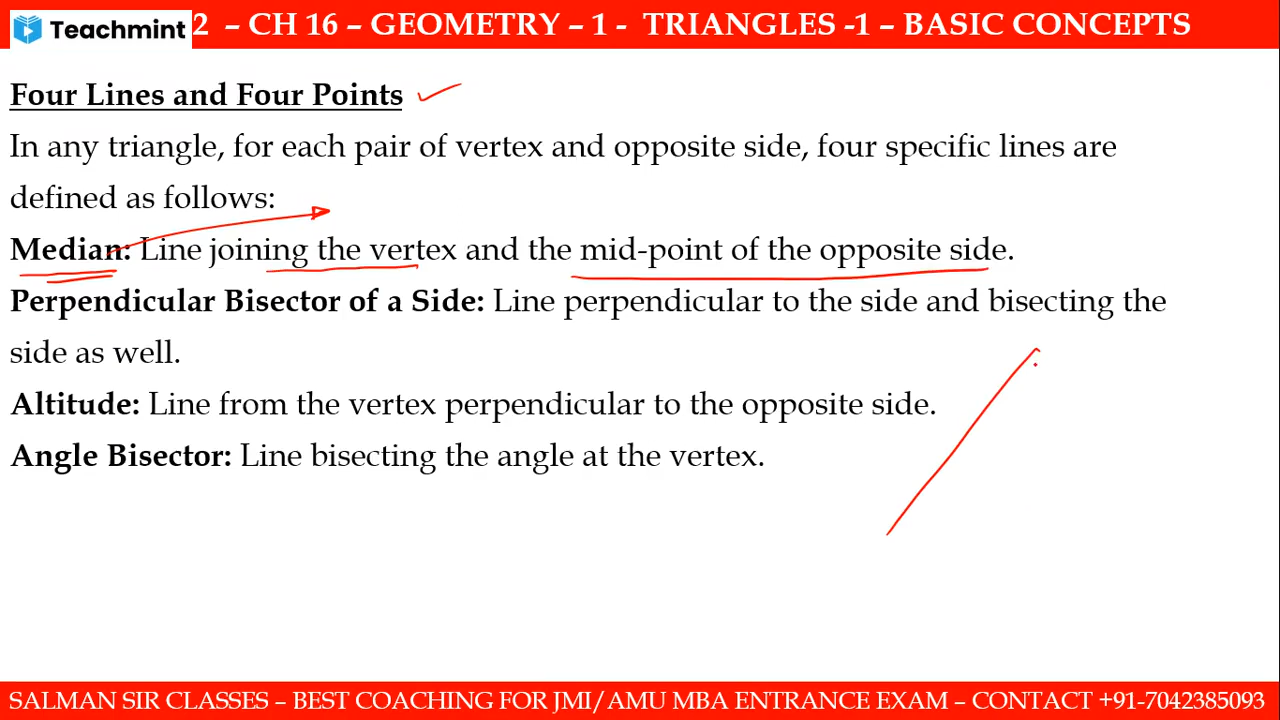 Teachmint 2 – CH 16 – GEOMETRY – 1 - TRIANGLES -1 – BASIC CONCEPTS
Four Lines and Four Points
In any triangle, for each pair of vertex and opposite side, four specific lines are
defined as follows:
Median: Line joining the vertex and the mid-point of the opposite side.
Perpendicular Bisector of a Side: Line perpendicular to the side and bisecting the
side as well.
Altitude: Line from the vertex perpendicular to the opposite side.
Angle Bisector: Line bisecting the angle at the vertex.
SALMAN SIR CLASSES – BEST COACHING FOR JMI/AMU MBA ENTRANCE EXAM – CONTACT +91-7042385093